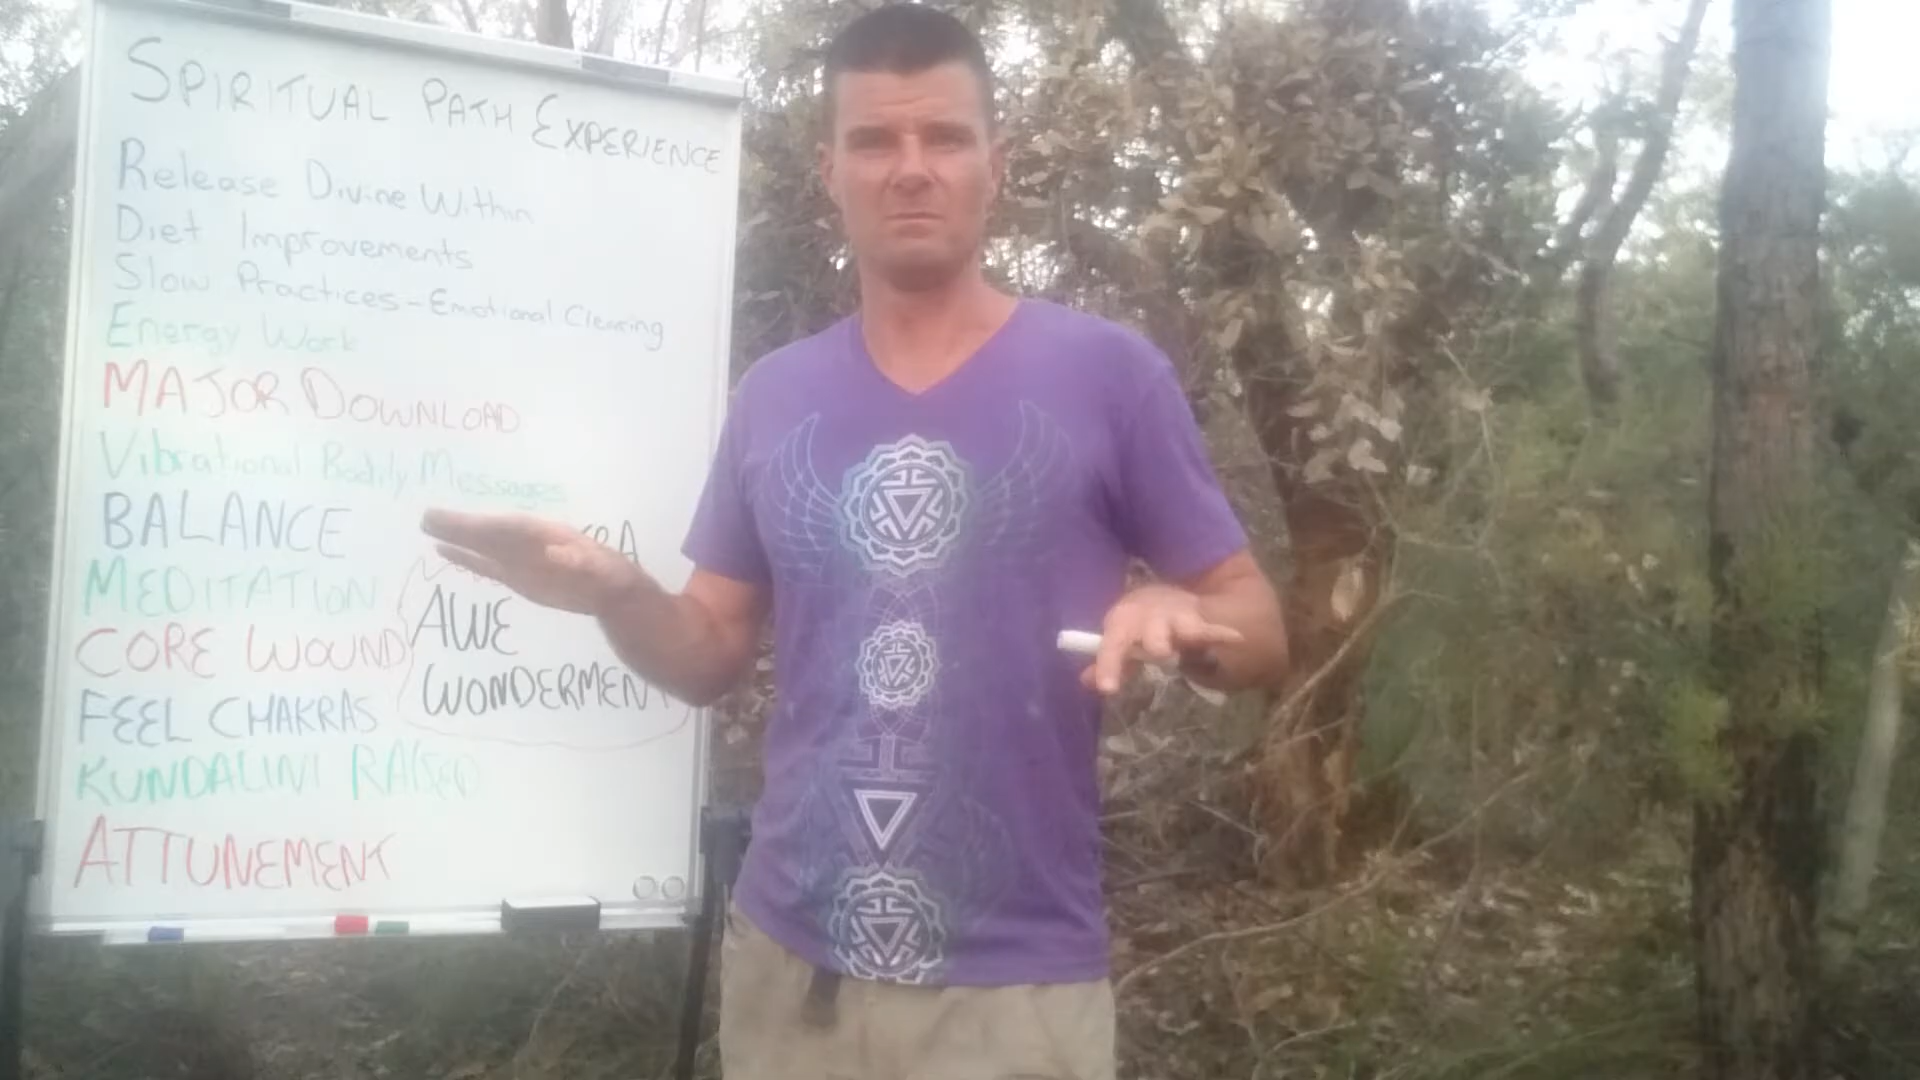 SPIRITUAL PATH EXPERIENCE
Release Divine Within
Diet Improvements
Slow Practices - Emotional Clearing
Energy Work
MAJOR DOWNLOAD
Vibrational Bodily Messages
BALANCE
MEDITATION
CORE WOUND
AWE
WONDERMENT
FEEL CHAKRAS
KUNDALINI RAISED
ATTUNEMENT